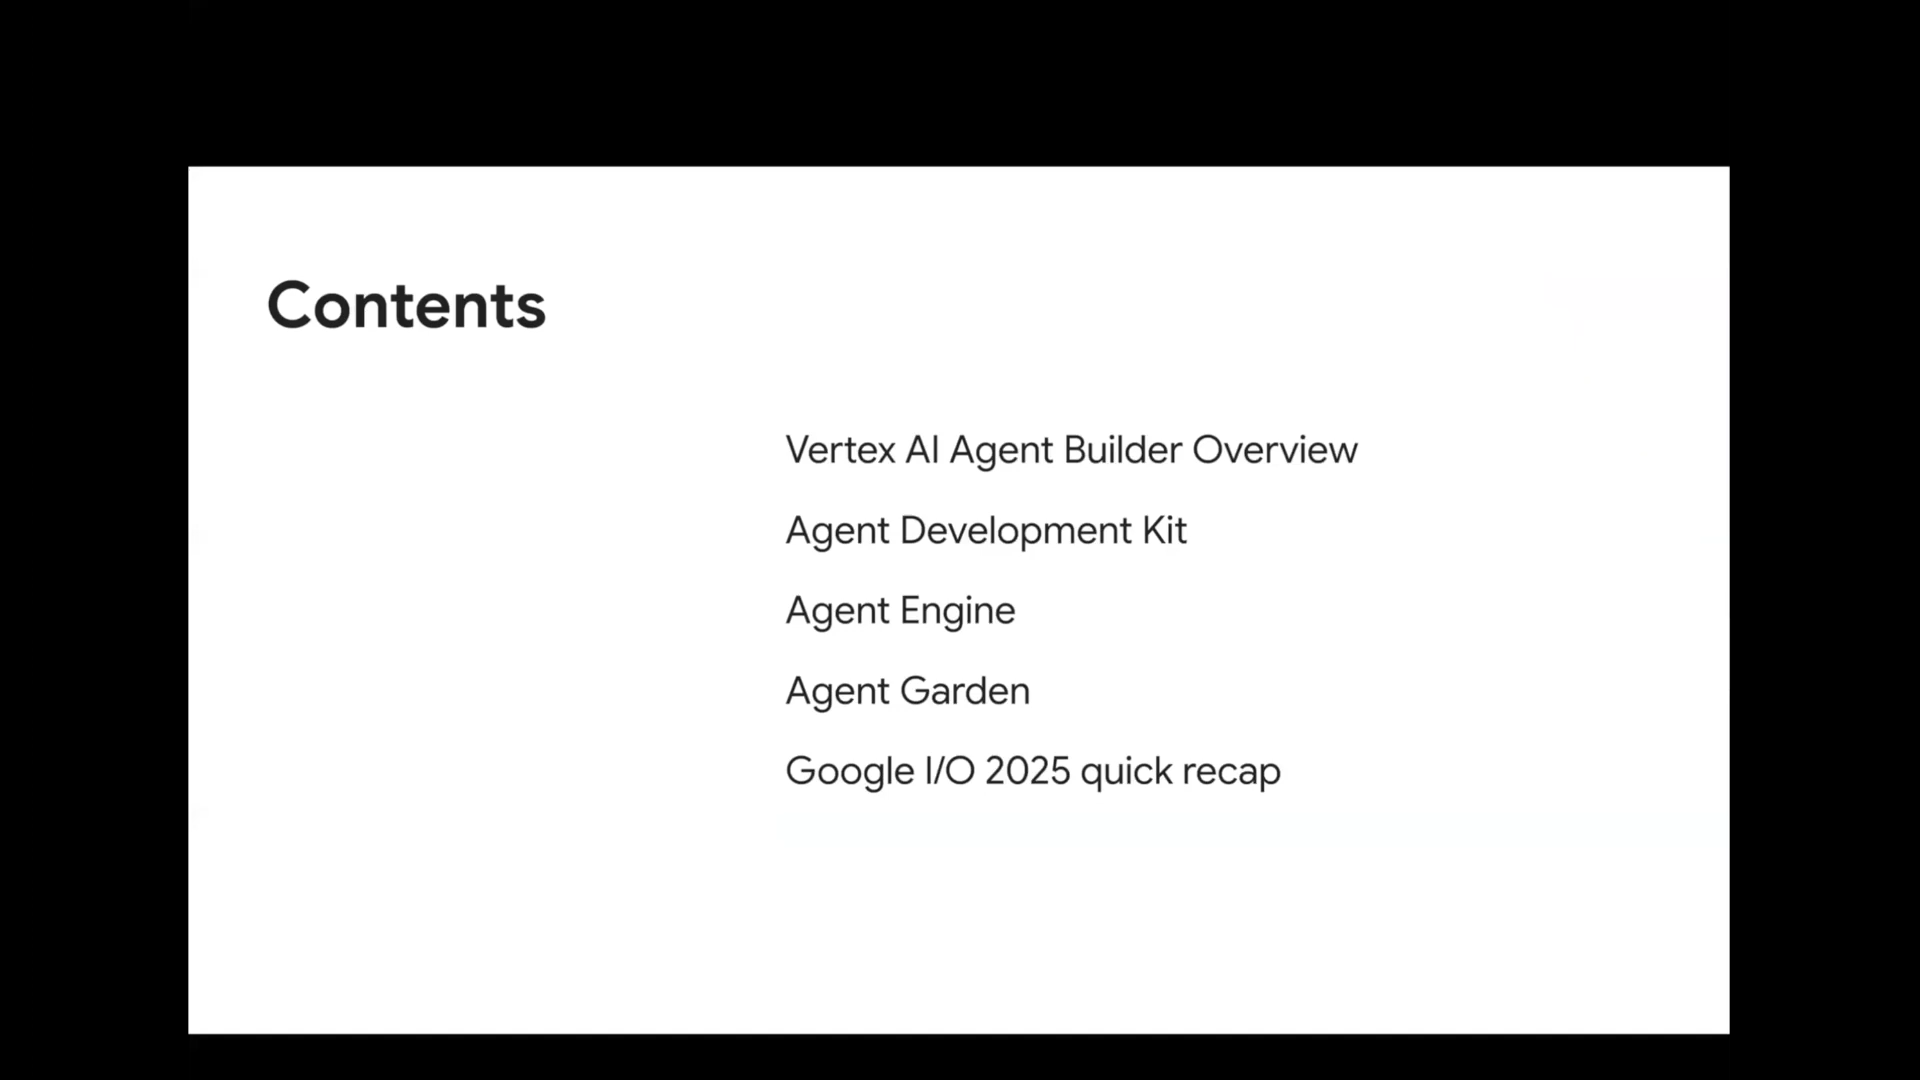 Contents
Vertex AI Agent Builder Overview
Agent Development Kit
Agent Engine
Agent Garden
Google I/O 2025 quick recap